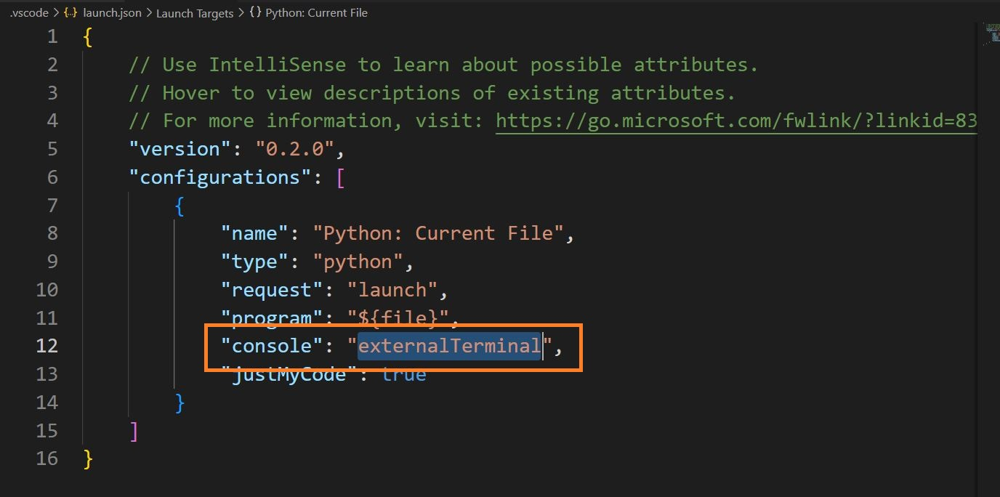 .vscode > {..} launch.json > Launch Targets > {} Python: Current File
1 {
2 // Use IntelliSense to learn about possible attributes.
3 // Hover to view descriptions of existing attributes.
4 // For more information, visit: https://go.microsoft.com/fwlink/?linkid=83
5 "version": "0.2.0",
6 "configurations": [
7 {
8 "name": "Python: Current File",
9 "type": "python",
10 "request": "launch",
11 "program": "${file}",
12 "console": "externalTerminal",
13 "justMyCode": true
14 }
15 ]
16 }